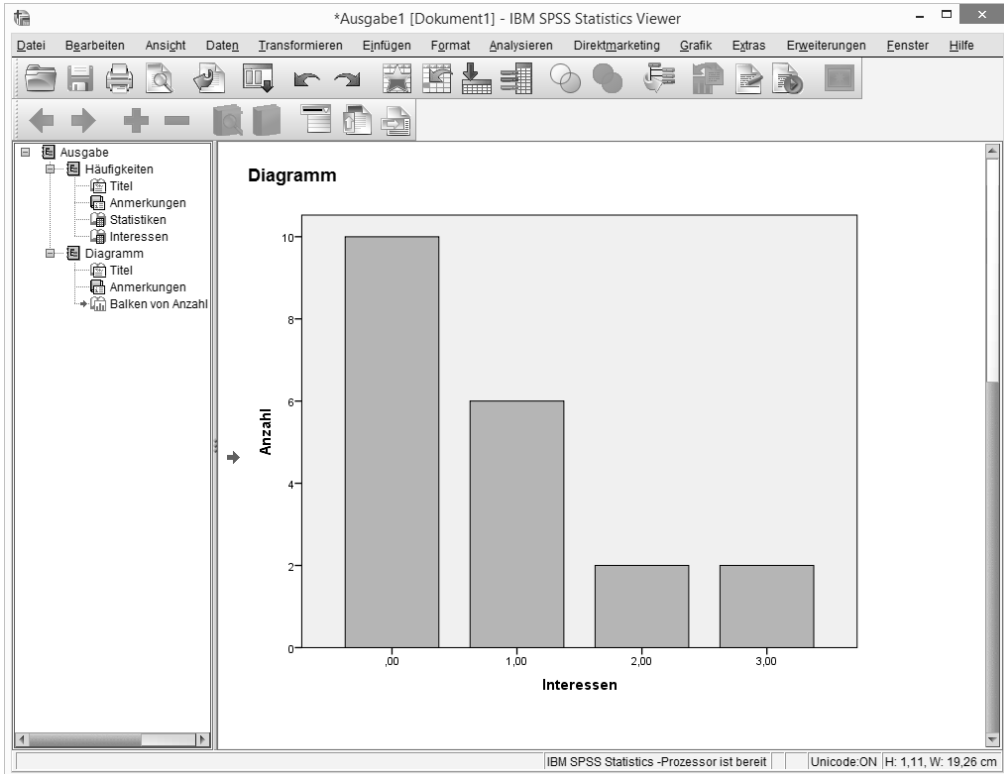 *Ausgabe1 [Dokument1] - IBM SPSS Statistics Viewer
Datei Bearbeiten Ansicht Daten Transformieren Einfügen Format Analysieren Direktmarketing Grafik Extras Erweiterungen Fenster Hilfe
Ausgabe
Häufigkeiten
Titel
Anmerkungen
Statistiken
Interessen
Diagramm
Titel
Anmerkungen
Balken von Anzahl
Diagramm
Anzahl
10
8
6
4
2
0
,00 1,00 2,00 3,00
Interessen
IBM SPSS Statistics -Prozessor ist bereit Unicode:ON H: 1,11, W: 19,26 cm